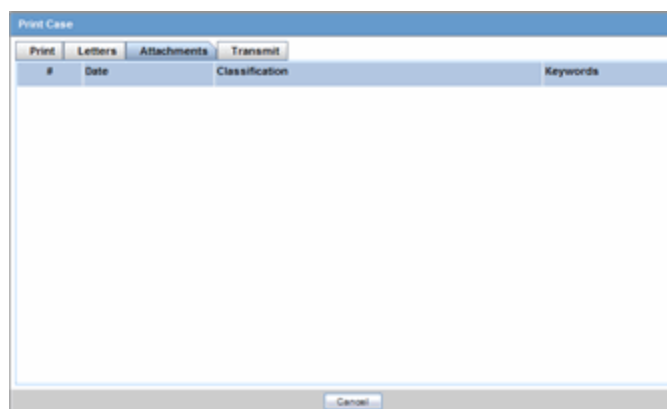 Print Case
Print Letters Attachments Transmit
# Date Classification Keywords
Cancel